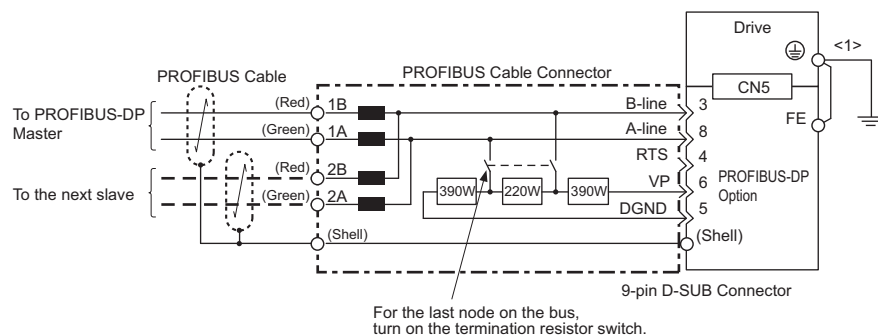 Drive
<1>
PROFIBUS Cable
PROFIBUS Cable Connector
CN5
To PROFIBUS-DP
Master
(Red)
1B
B-line
3
FE
(Green)
1A
A-line
8
RTS
4
To the next slave
(Red)
2B
VP
6
PROFIBUS-DP
Option
(Green)
2A
390W
220W
390W
DGND
5
(Shell)
(Shell)
9-pin D-SUB Connector
For the last node on the bus,
turn on the termination resistor switch.